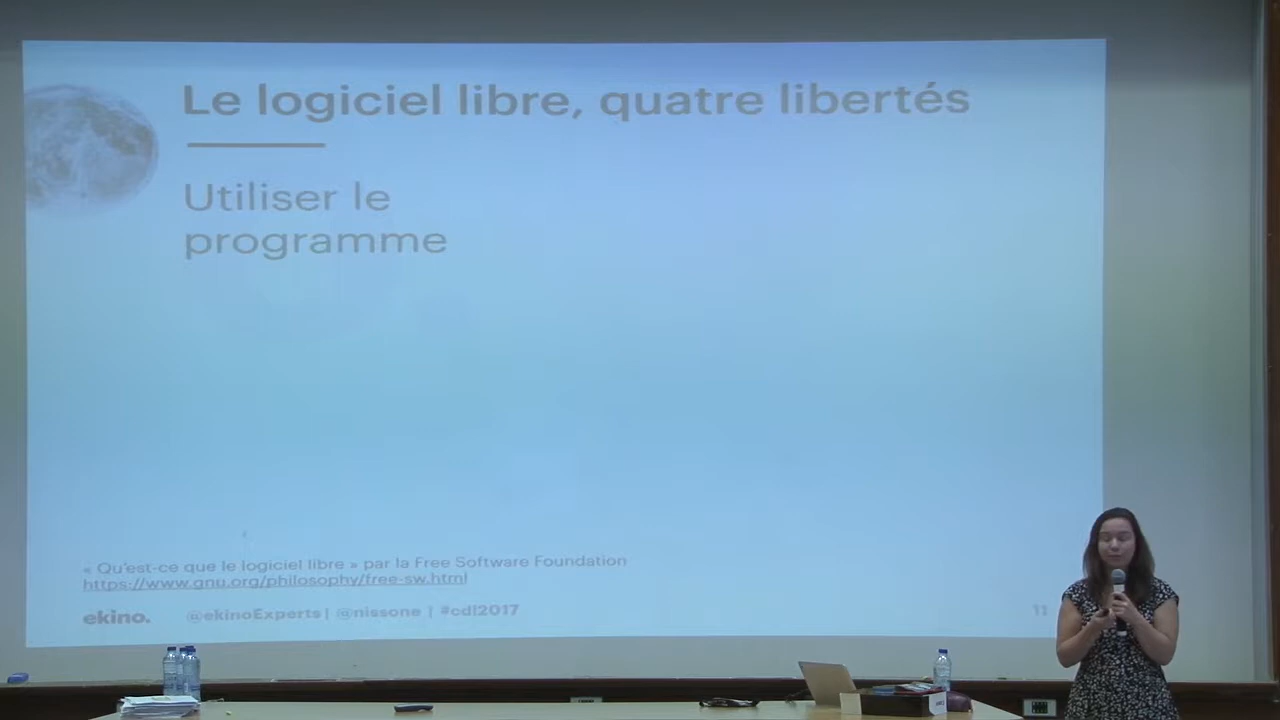 Le logiciel libre, quatre libertés
Utiliser le
programme
« Qu'est-ce que le logiciel libre » par la Free Software Foundation
https://www.gnu.org/philosophy/free-sw.html
ekino. @ekinoExperts | @nissone | #cdl2017 11